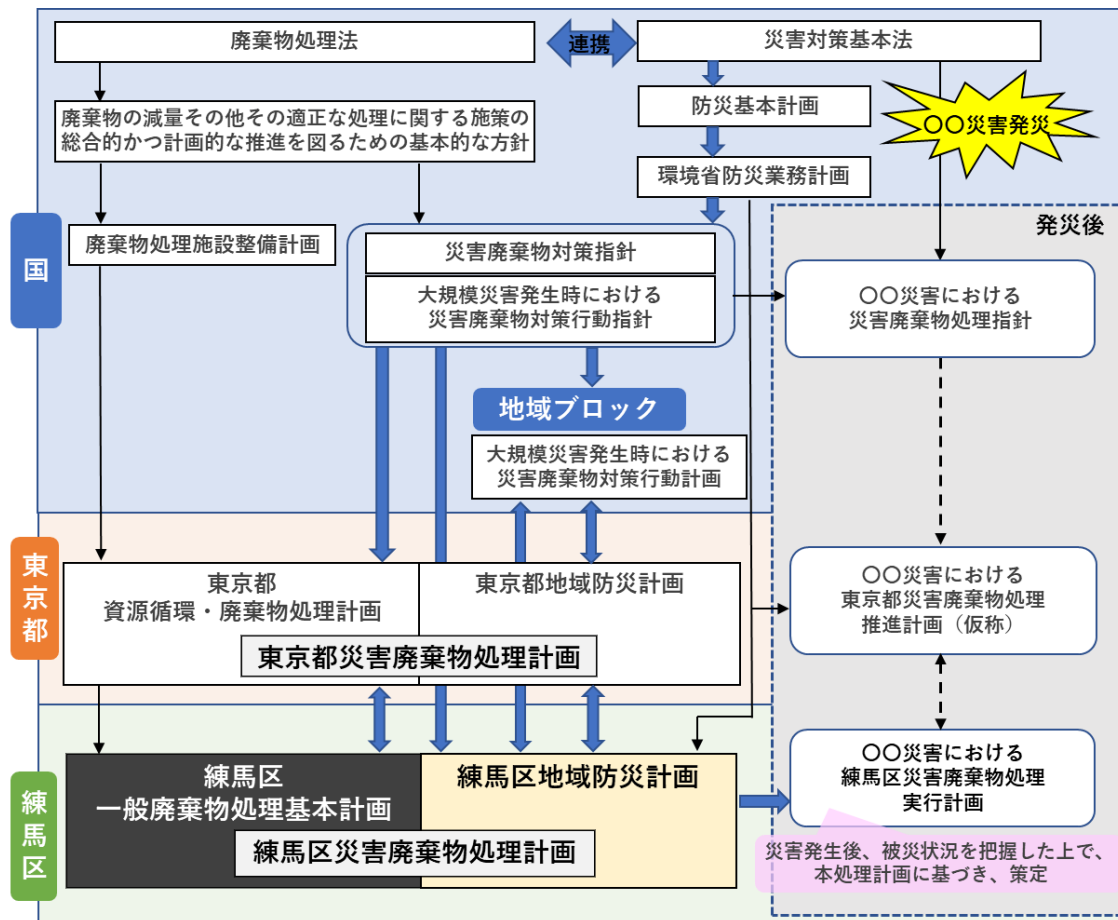 廃棄物処理法
連携
災害対策基本法
廃棄物の減量その他その適正な処理に関する施策の
総合的かつ計画的な推進を図るための基本的な方針
防災基本計画
〇〇災害発災
環境省防災業務計画
国
廃棄物処理施設整備計画
災害廃棄物対策指針
大規模災害発生時における
災害廃棄物対策行動指針
発災後
〇〇災害における
災害廃棄物処理指針
地域ブロック
大規模災害発生時における
災害廃棄物対策行動計画
東京都
東京都
資源循環・廃棄物処理計画
東京都地域防災計画
東京都災害廃棄物処理計画
〇〇災害における
東京都災害廃棄物処理
推進計画（仮称）
練馬区
練馬区
一般廃棄物処理基本計画
練馬区地域防災計画
練馬区災害廃棄物処理計画
〇〇災害における
練馬区災害廃棄物処理
実行計画
災害発生後、被災状況を把握した上で、
本処理計画に基づき、策定